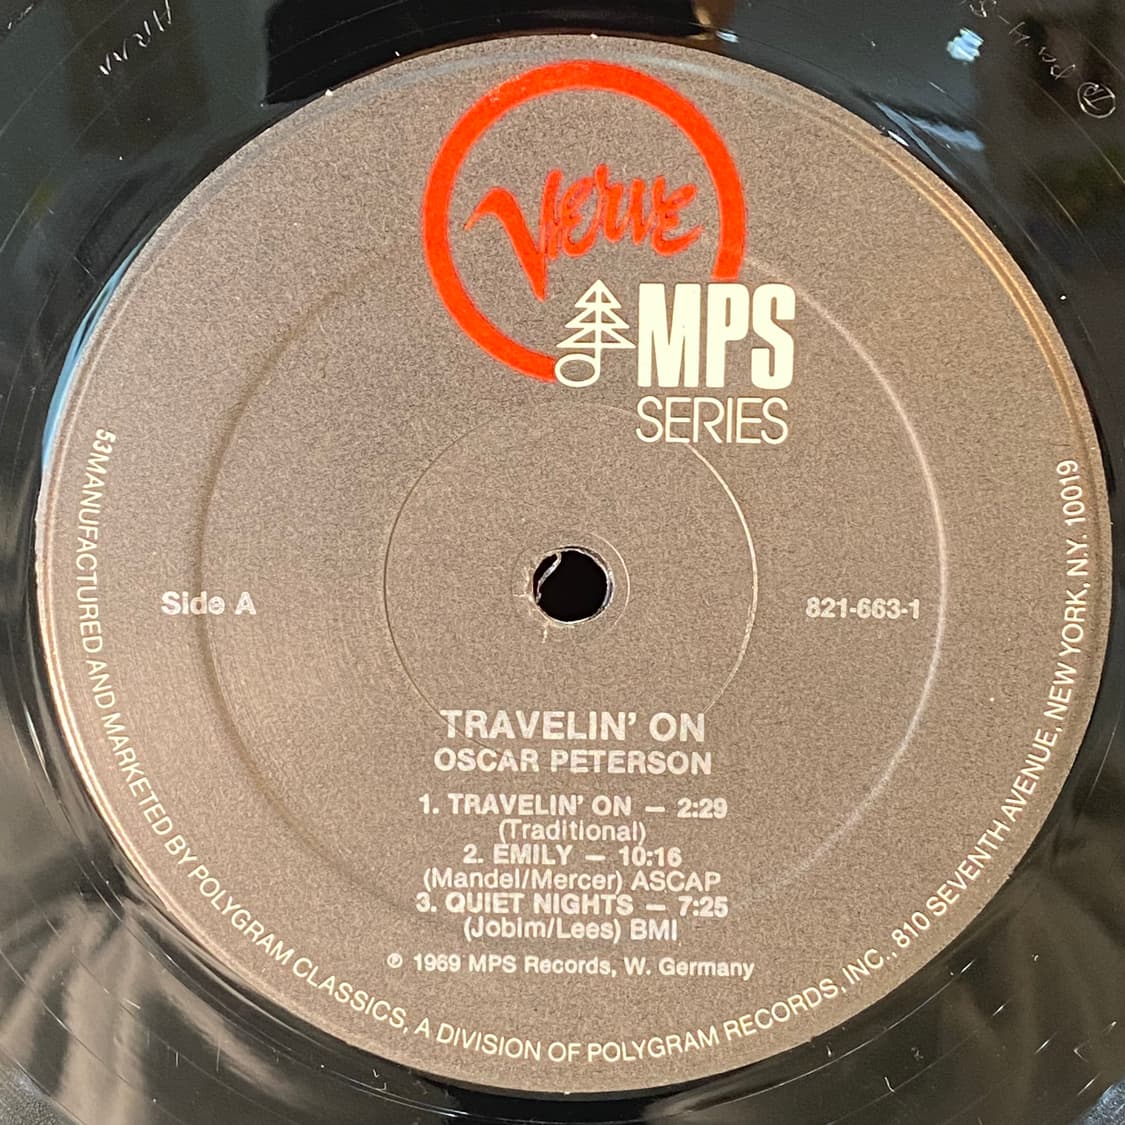 Verve
MPS
SERIES
Side A
821-663-1
TRAVELIN' ON
OSCAR PETERSON
1. TRAVELIN' ON — 2:29
(Traditional)
2. EMILY — 10:16
(Mandel/Mercer) ASCAP
3. QUIET NIGHTS — 7:25
(Jobim/Lees) BMI
℗ 1969 MPS Records, W. Germany
53MANUFACTURED AND MARKETED BY POLYGRAM CLASSICS, A DIVISION OF POLYGRAM RECORDS, INC., 810 SEVENTH AVENUE, NEW YORK, N.Y. 10019